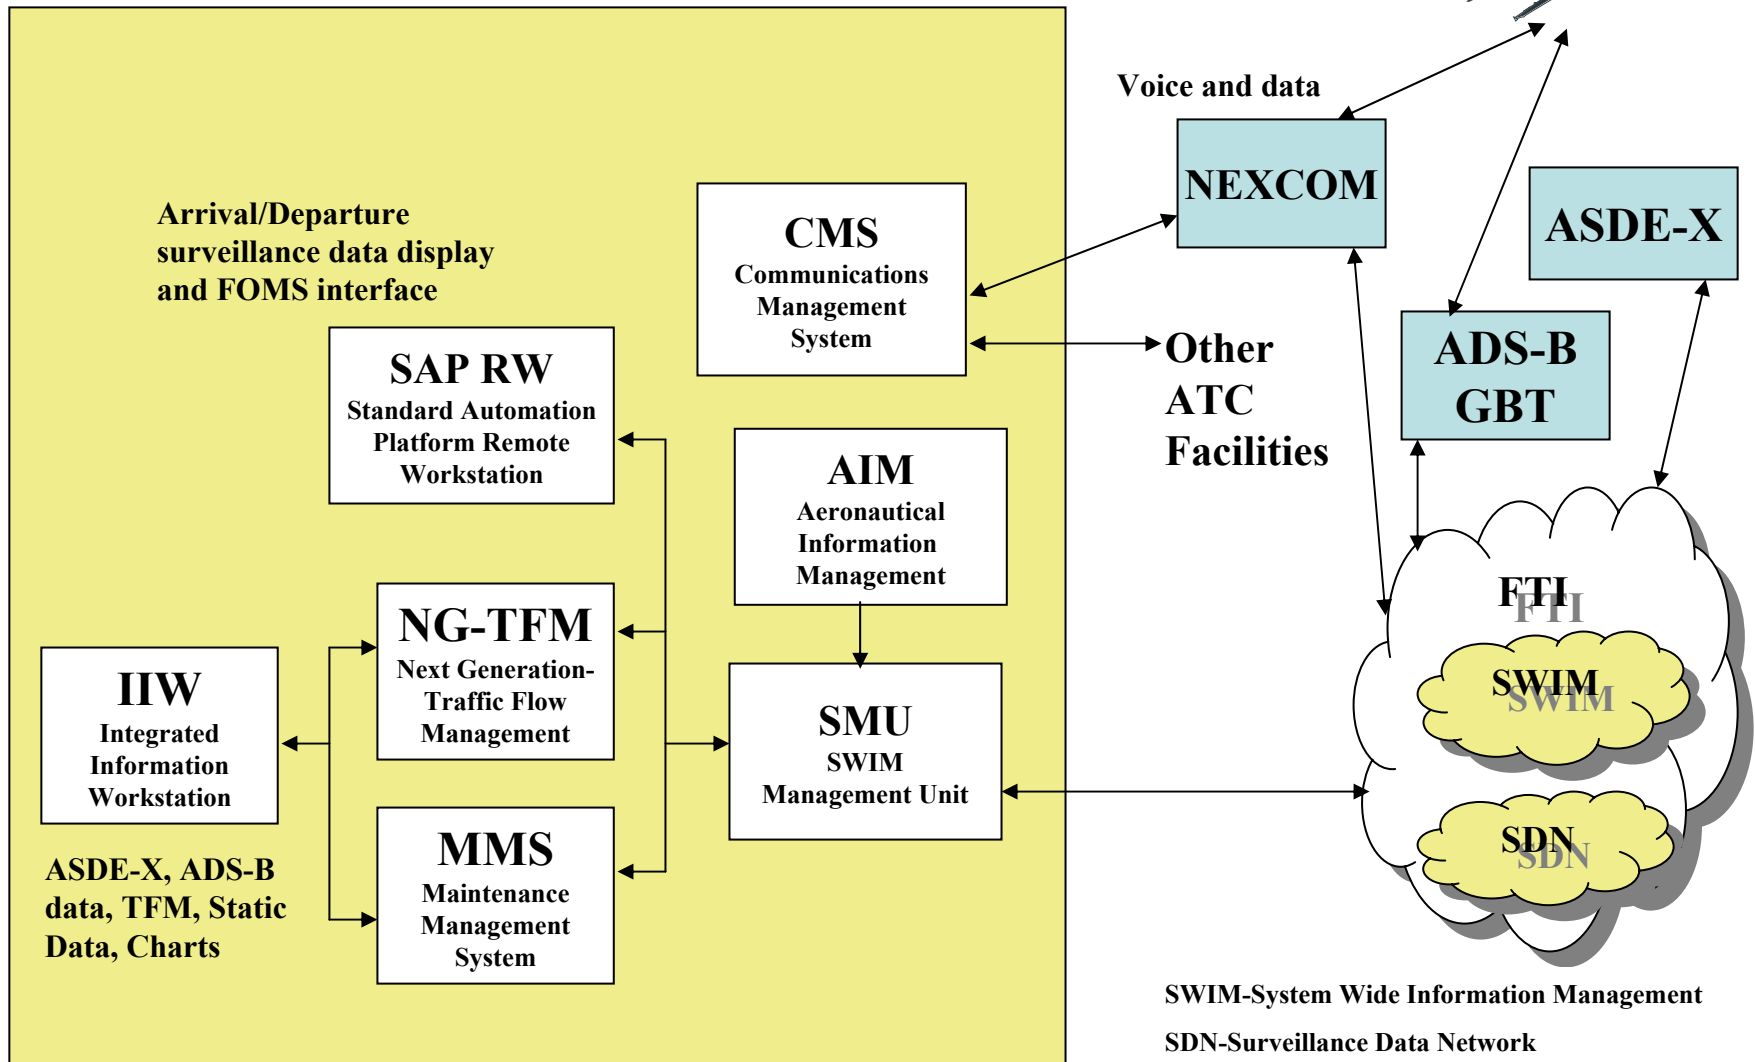 Voice and data
NEXCOM
ASDE-X
ADS-B
GBT
Arrival/Departure
surveillance data display
and FOMS interface
CMS
Communications
Management
System
Other
ATC
Facilities
SAP RW
Standard Automation
Platform Remote
Workstation
AIM
Aeronautical
Information
Management
NG-TFM
Next Generation-
Traffic Flow
Management
IIW
Integrated
Information
Workstation
SMU
SWIM
Management Unit
MMS
Maintenance
Management
System
ASDE-X, ADS-B
data, TFM, Static
Data, Charts
FTI
SWIM
SDN
SWIM-System Wide Information Management
SDN-Surveillance Data Network